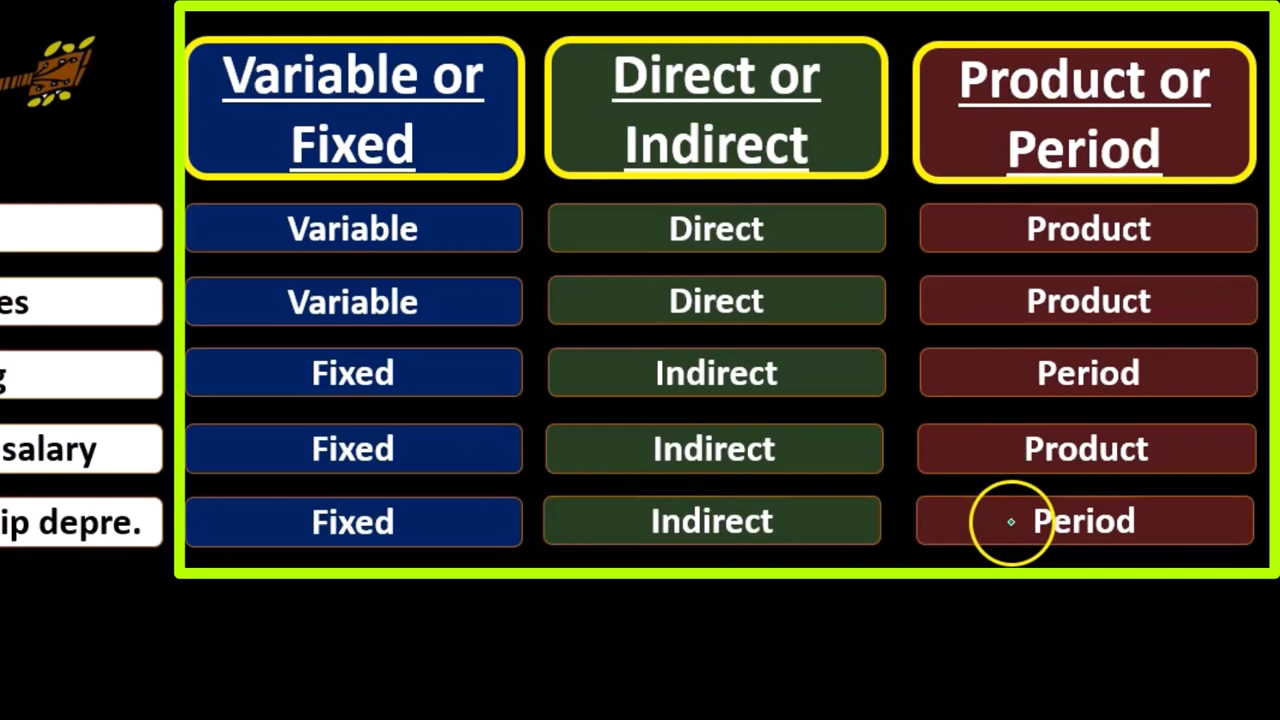 Variable or
Fixed
Direct or
Indirect
Product or
Period
Variable Direct Product
es Variable Direct Product
g Fixed Indirect Period
salary Fixed Indirect Product
ip depre. Fixed Indirect Period